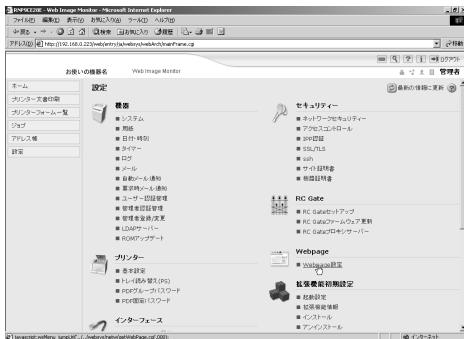 RNP9CE20E - Web Image Monitor - Microsoft Internet Explorer
ファイル(F) 編集(E) 表示(V) お気に入り(A) ツール(T) ヘルプ(H)
戻る 検索 お気に入り 履歴
アドレス(D) http://192.168.0.223/web/entry/ja/websys/webArch/mainFrame.cgi 移動
ログアウト
お使いの機器名 Web Image Monitor 管理者
ホーム
プリンター文書印刷
プリンターフォーム一覧
ジョブ
アドレス帳
設定
設定 最新の情報に更新
機器
システム
用紙
日付・時刻
タイマー
ログ
メール
自動メール通知
要求時メール通知
ユーザー認証管理
管理者認証管理
管理者登録/変更
LDAPサーバー
ROMアップデート
プリンター
基本設定
トレイ読み替え(PS)
PDFグループパスワード
PDF固定パスワード
インターフェース
セキュリティー
ネットワークセキュリティー
アクセスコントロール
IPP認証
SSL/TLS
ssh
サイト証明書
機器証明書
RC Gate
RC Gateセットアップ
RC Gateファームウェア更新
RC Gateプロキシサーバー
Webpage
Webpage設定
拡張機能初期設定
起動設定
拡張機能情報
インストール
アンインストール
インターネット